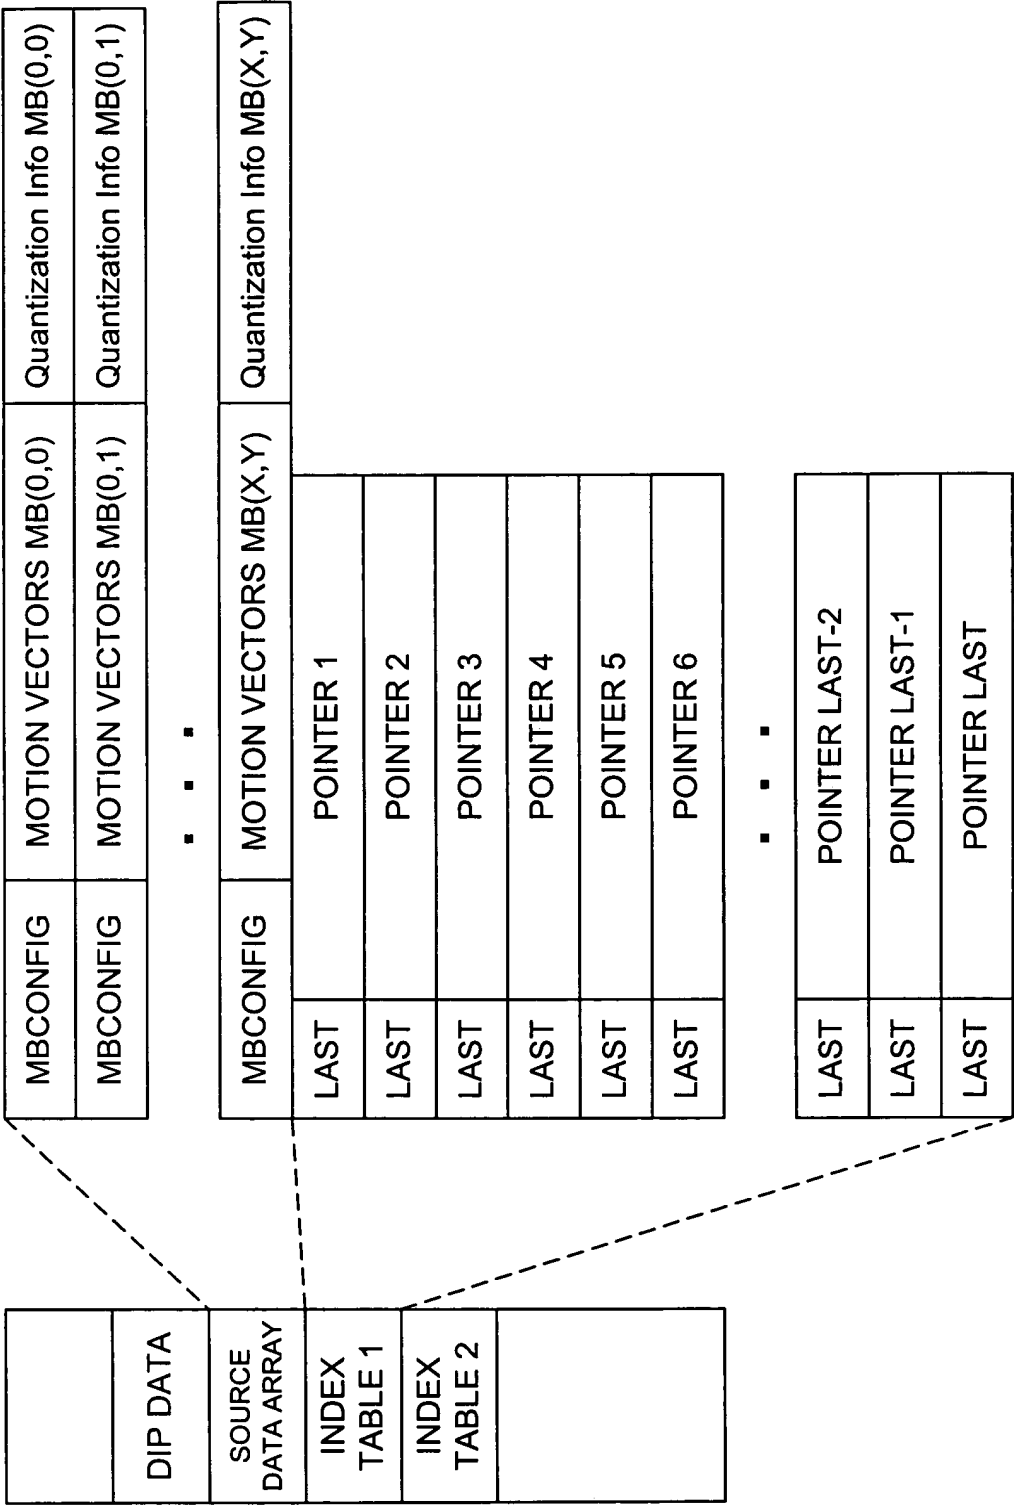 DIP DATA
SOURCE
DATA ARRAY
INDEX
TABLE 1
INDEX
TABLE 2
MBCONFIG MOTION VECTORS MB(0,0) Quantization Info MB(0,0)
MBCONFIG MOTION VECTORS MB(0,1) Quantization Info MB(0,1)
MBCONFIG MOTION VECTORS MB(X,Y) Quantization Info MB(X,Y)
LAST POINTER 1
LAST POINTER 2
LAST POINTER 3
LAST POINTER 4
LAST POINTER 5
LAST POINTER 6
LAST POINTER LAST-2
LAST POINTER LAST-1
LAST POINTER LAST